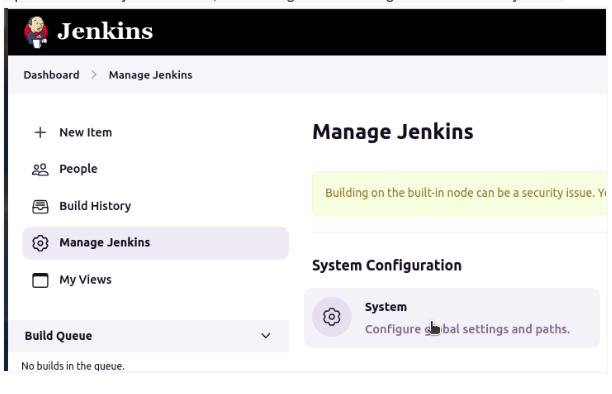 Jenkins
Dashboard > Manage Jenkins
New Item
People
Build History
Manage Jenkins
My Views
Build Queue
No builds in the queue.
Manage Jenkins
Building on the built-in node can be a security issue.
System Configuration
System
Configure global settings and paths.